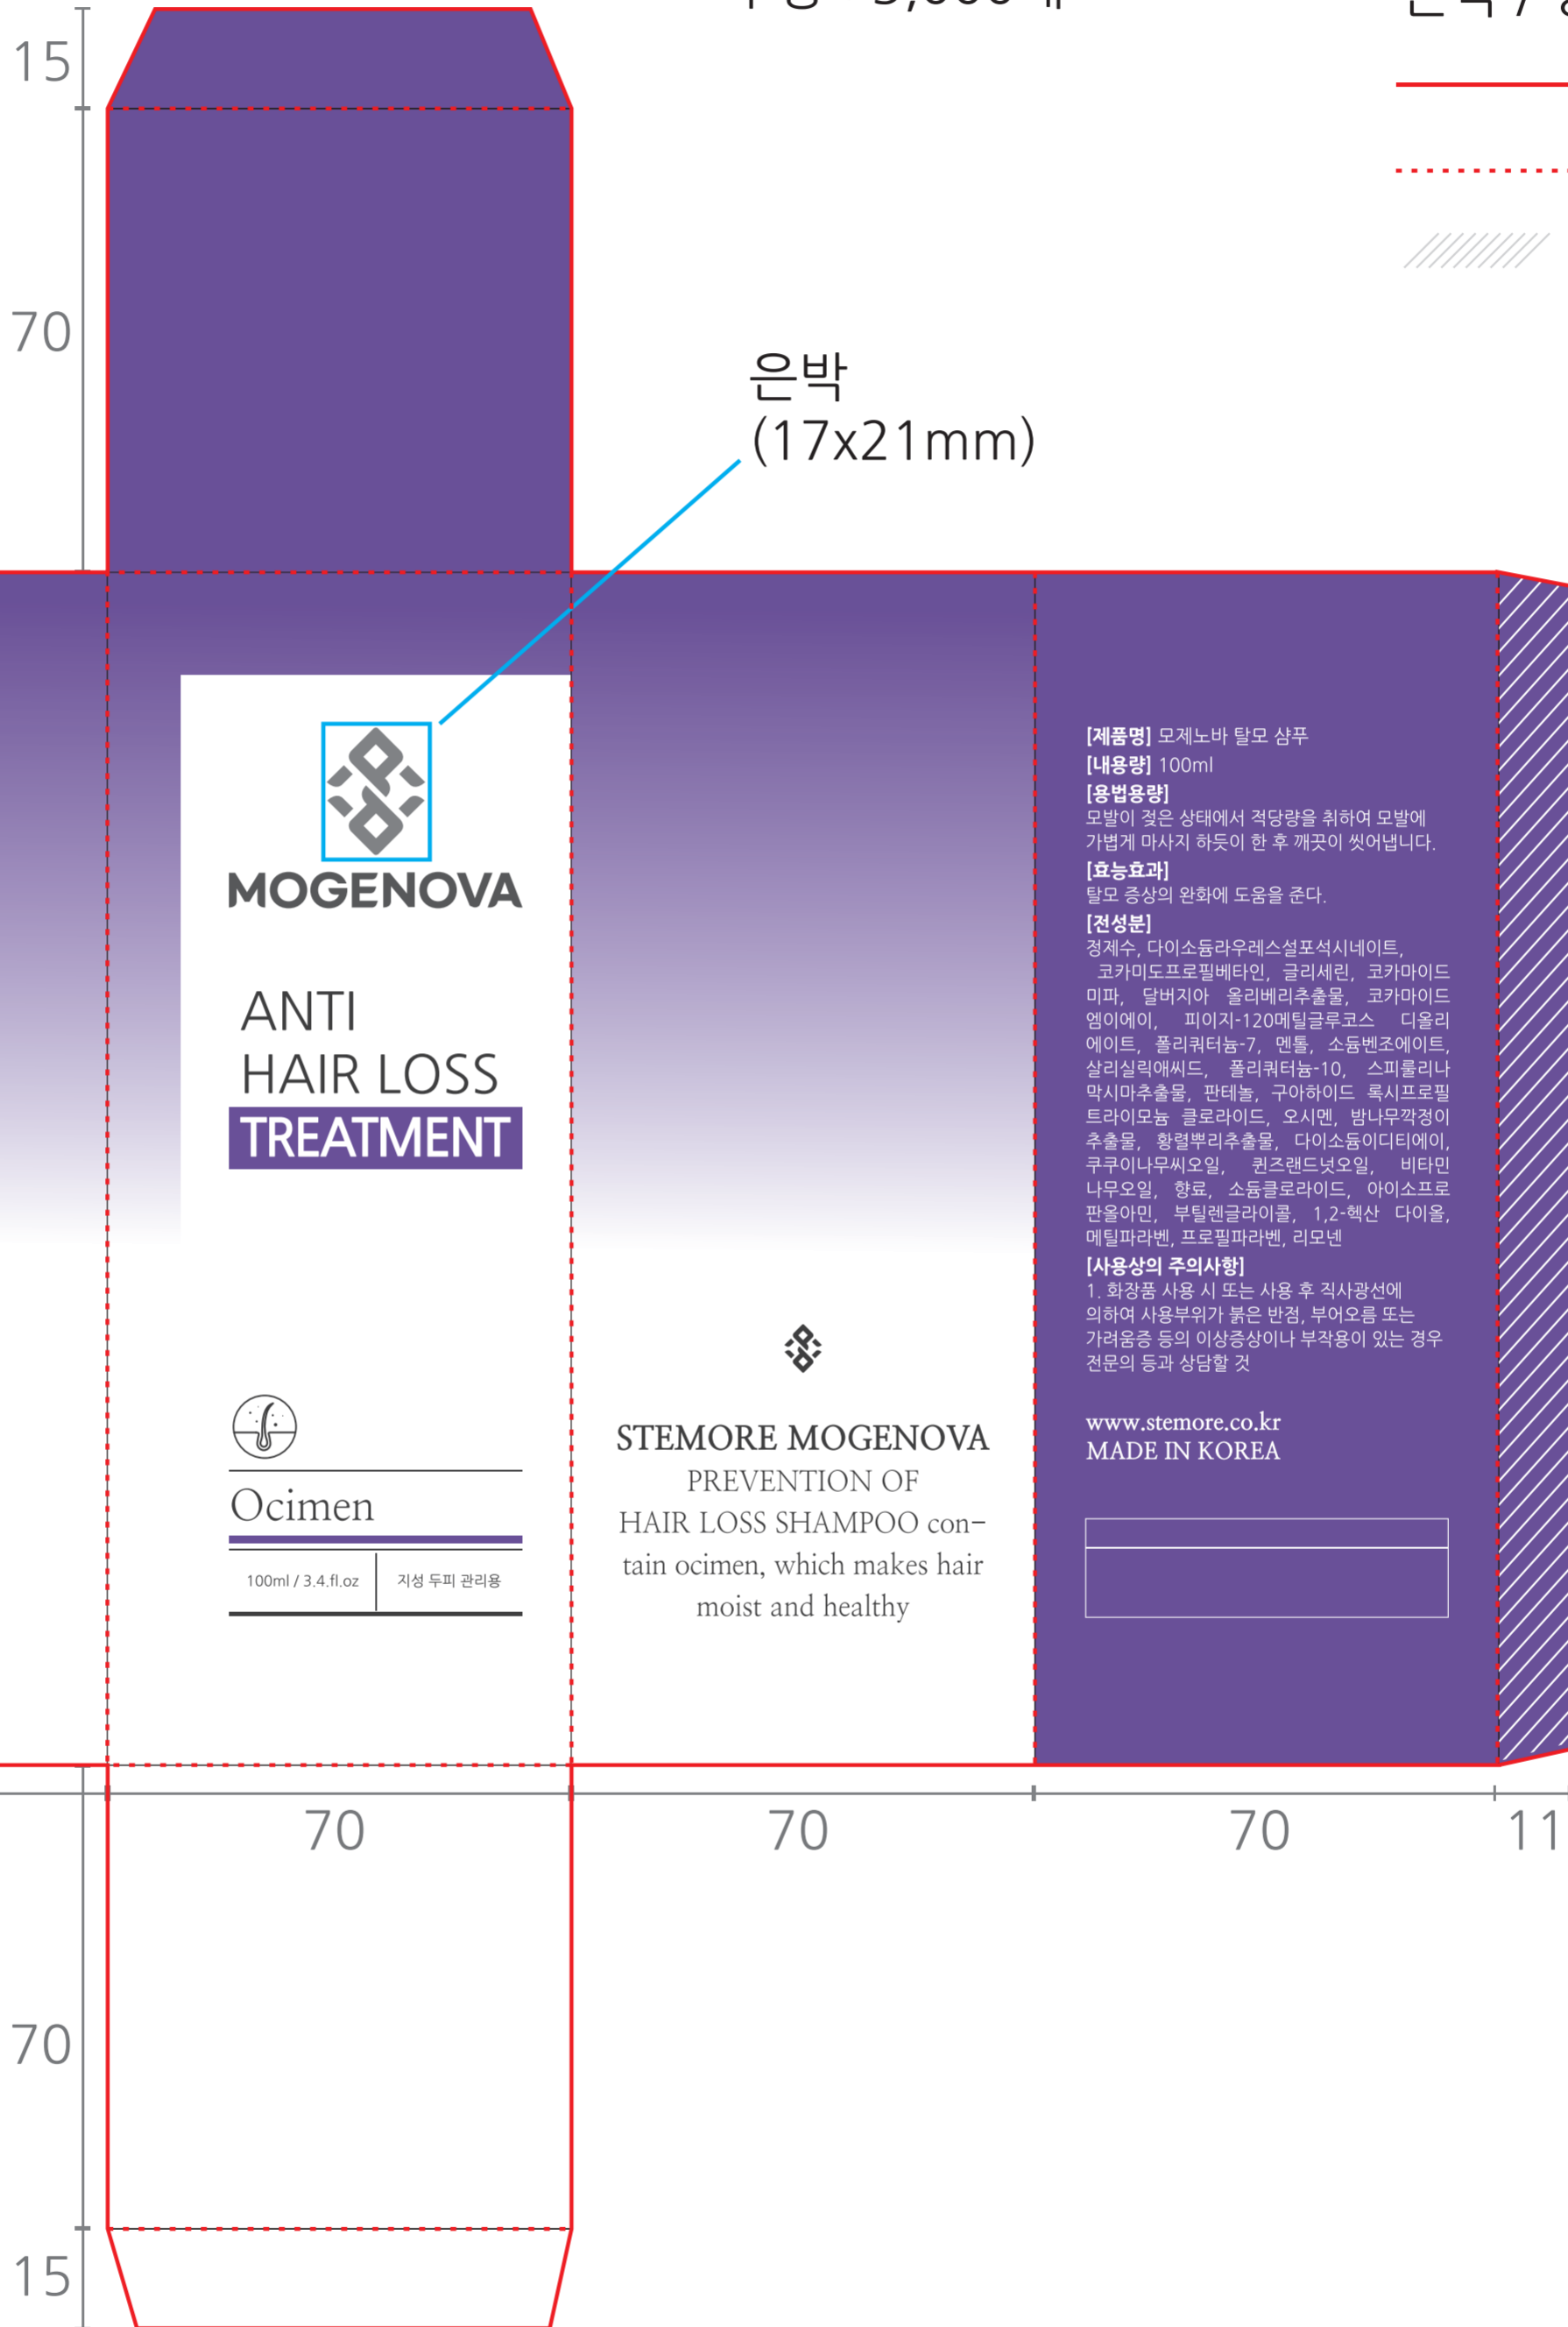 15
70
은박
(17x21mm)
MOGENOVA
ANTI
HAIR LOSS
TREATMENT
Ocimen
100ml / 3.4.fl.oz
지성 두피 관리용
STEMORE MOGENOVA
PREVENTION OF
HAIR LOSS SHAMPOO con-
tain ocimen, which makes hair
moist and healthy
[제품명] 모제노바 탈모 샴푸
[내용량] 100ml
[용법용량]
모발이 젖은 상태에서 적당량을 취하여 모발에
가볍게 마사지 하듯이 한 후 깨끗이 씻어냅니다.
[효능효과]
탈모 증상의 완화에 도움을 준다.
[전성분]
정제수, 다이소듐라우레스설포석시네이트,
코카미도프로필베타인, 글리세린, 코카마이드
미파, 달버지아 올리베리추출물, 코카마이드
엠이에이, 피이지-120메틸글루코스 디올리
에이트, 폴리쿼터늄-7, 멘톨, 소듐벤조에이트,
살리실릭애씨드, 폴리쿼터늄-10, 스피룰리나
막시마추출물, 판테놀, 구아하이드 록시프로필
트라이모늄 클로라이드, 오시멘, 밤나무깍정이
추출물, 황련뿌리추출물, 다이소듐이디티에이,
쿠쿠이나무씨오일, 퀸즈랜드넛오일, 비타민
나무오일, 향료, 소듐클로라이드, 아이소프로
판올아민, 부틸렌글라이콜, 1,2-헥산 다이올,
메틸파라벤, 프로필파라벤, 리모넨
[사용상의 주의사항]
1. 화장품 사용 시 또는 사용 후 직사광선에
의하여 사용부위가 붉은 반점, 부어오름 또는
가려움증 등의 이상증상이나 부작용이 있는 경우
전문의 등과 상담할 것
www.stemore.co.kr
MADE IN KOREA
70
70
70
11
70
15